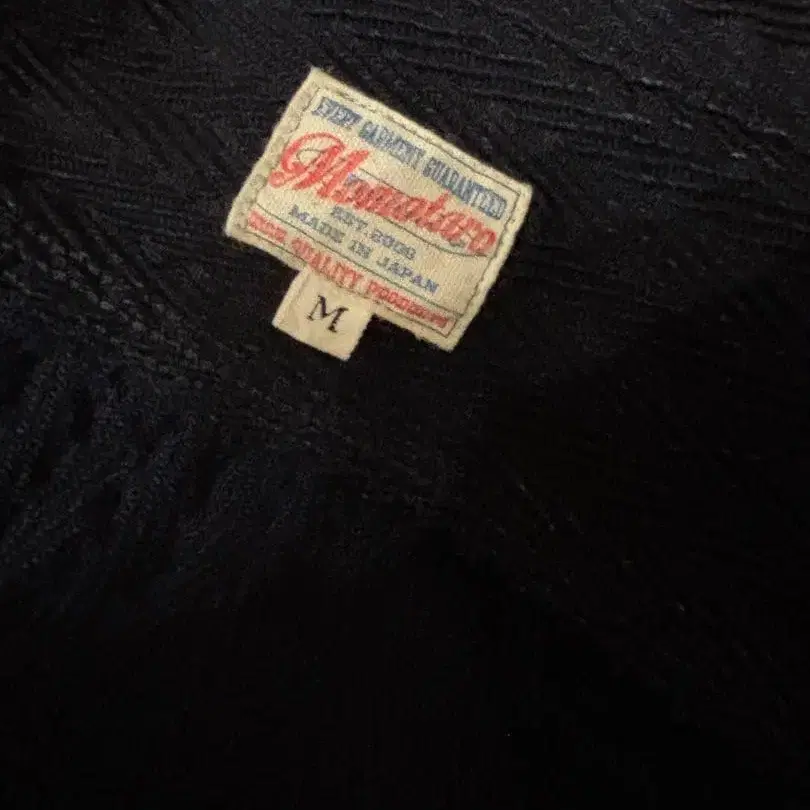 EVERY GARMENT GUARANTEED
Momotaro
EST. 2006
MADE IN JAPAN
HIGH QUALITY PRODUCTS
M